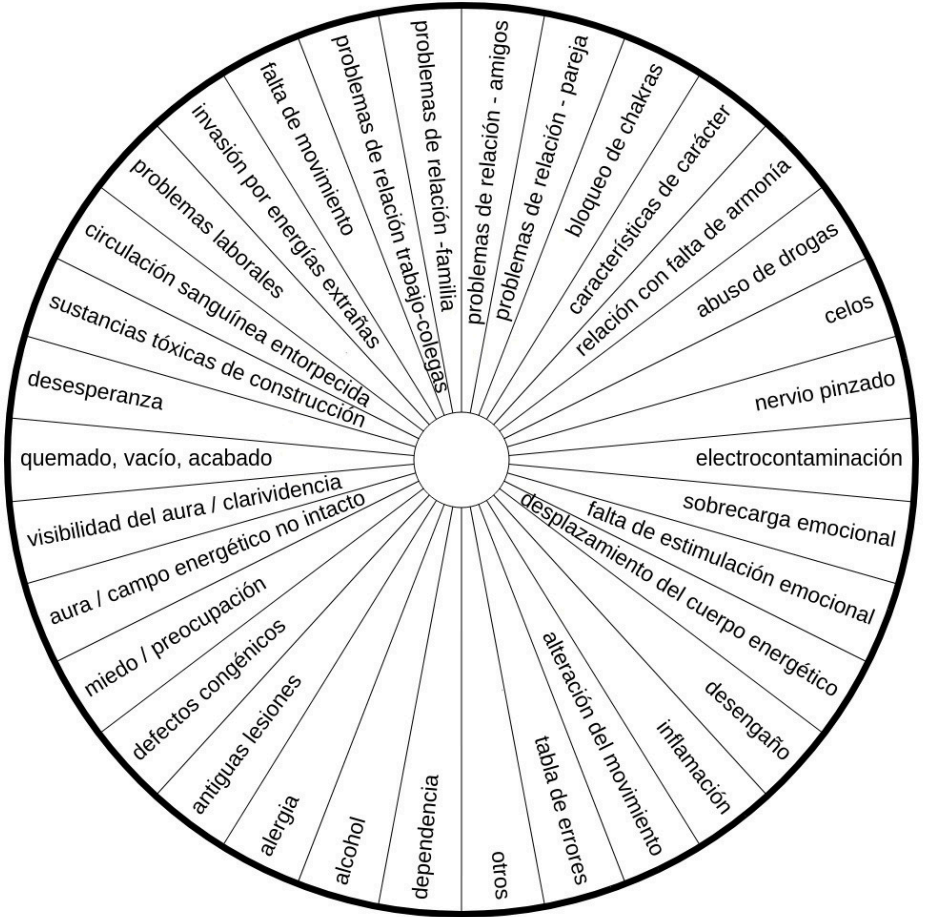 problemas de relación - amigos
problemas de relación - pareja
bloqueo de chakras
características de carácter
relación con falta de armonía
abuso de drogas
celos
nervio pinzado
electrocontaminación
sobrecarga emocional
falta de estimulación emocional
desplazamiento del cuerpo energético
desengaño
inflamación
alteración del movimiento
tabla de errores
otros
dependencia
alcohol
alergia
antiguas lesiones
defectos congénicos
miedo / preocupación
aura / campo energético no intacto
visibilidad del aura / clarividencia
quemado, vacío, acabado
desesperanza
sustancias tóxicas de construcción
circulación sanguínea entorpecida
problemas laborales
invasión por energías extrañas
falta de movimiento
problemas de relación trabajo-colegas
problemas de relación -familia